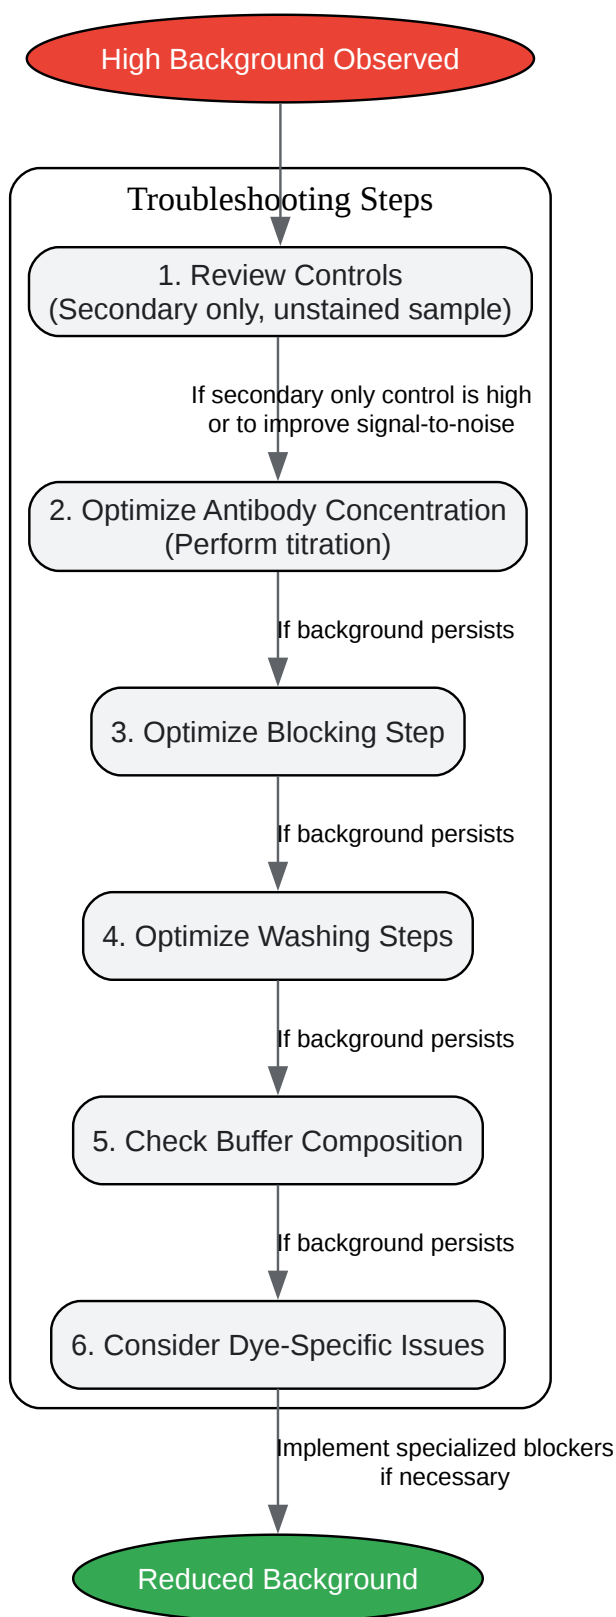 High Background Observed
Troubleshooting Steps
1. Review Controls
(Secondary only, unstained sample)
If secondary only control is high
or to improve signal-to-noise
2. Optimize Antibody Concentration
(Perform titration)
If background persists
3. Optimize Blocking Step
If background persists
4. Optimize Washing Steps
If background persists
5. Check Buffer Composition
If background persists
6. Consider Dye-Specific Issues
Implement specialized blockers
if necessary
Reduced Background